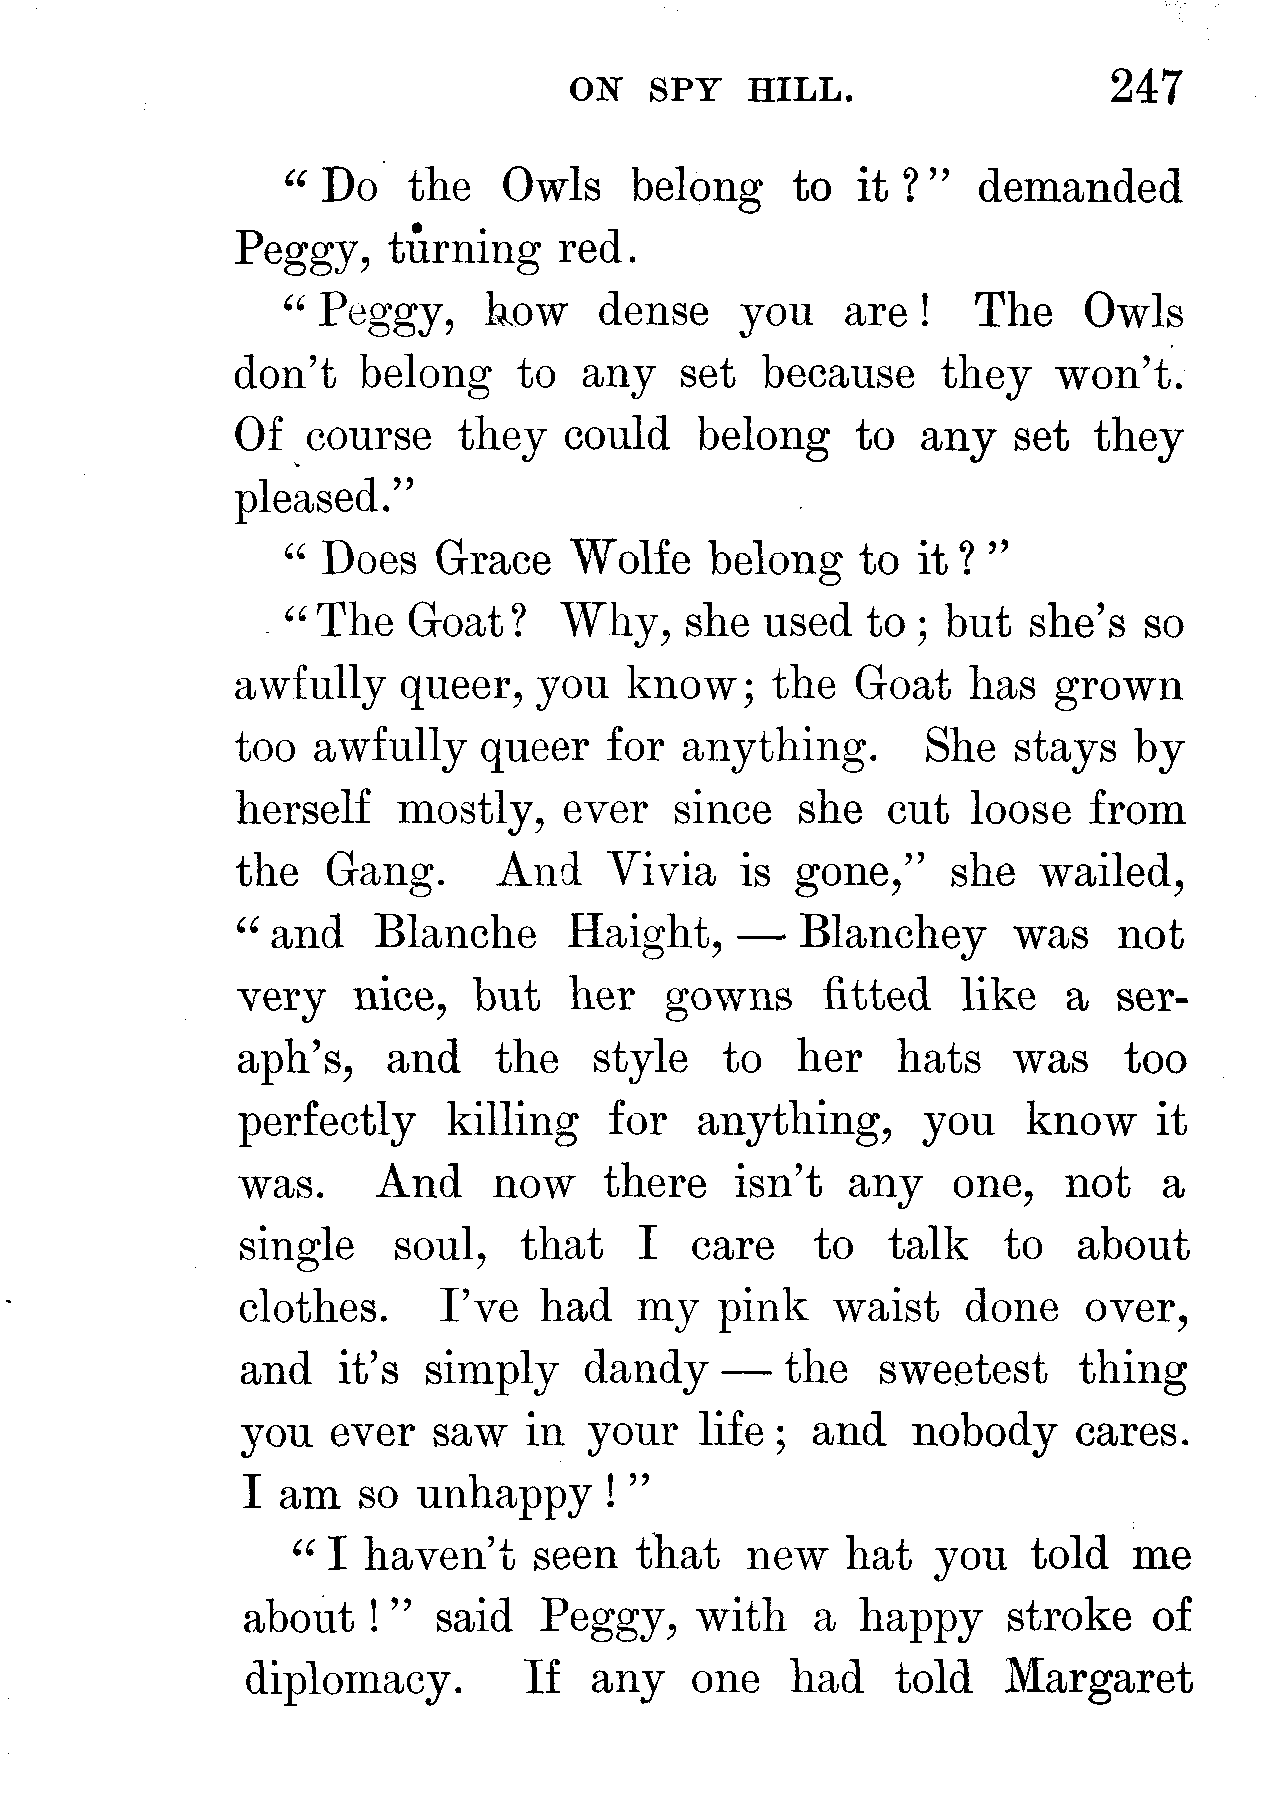 ON SPY HILL. 247
“ Do the Owls belong to it ? ” demanded
Peggy, turning red.
“ Peggy, how dense you are ! The Owls
don’t belong to any set because they won’t.
Of course they could belong to any set they
pleased.”
“ Does Grace Wolfe belong to it ? ”
“ The Goat ? Why, she used to ; but she’s so
awfully queer, you know ; the Goat has grown
too awfully queer for anything. She stays by
herself mostly, ever since she cut loose from
the Gang. And Vivia is gone,” she wailed,
“ and Blanche Haight, — Blanchey was not
very nice, but her gowns fitted like a ser-
aph’s, and the style to her hats was too
perfectly killing for anything, you know it
was. And now there isn’t any one, not a
single soul, that I care to talk to about
clothes. I’ve had my pink waist done over,
and it’s simply dandy — the sweetest thing
you ever saw in your life ; and nobody cares.
I am so unhappy ! ”
“ I haven’t seen that new hat you told me
about ! ” said Peggy, with a happy stroke of
diplomacy. If any one had told Margaret